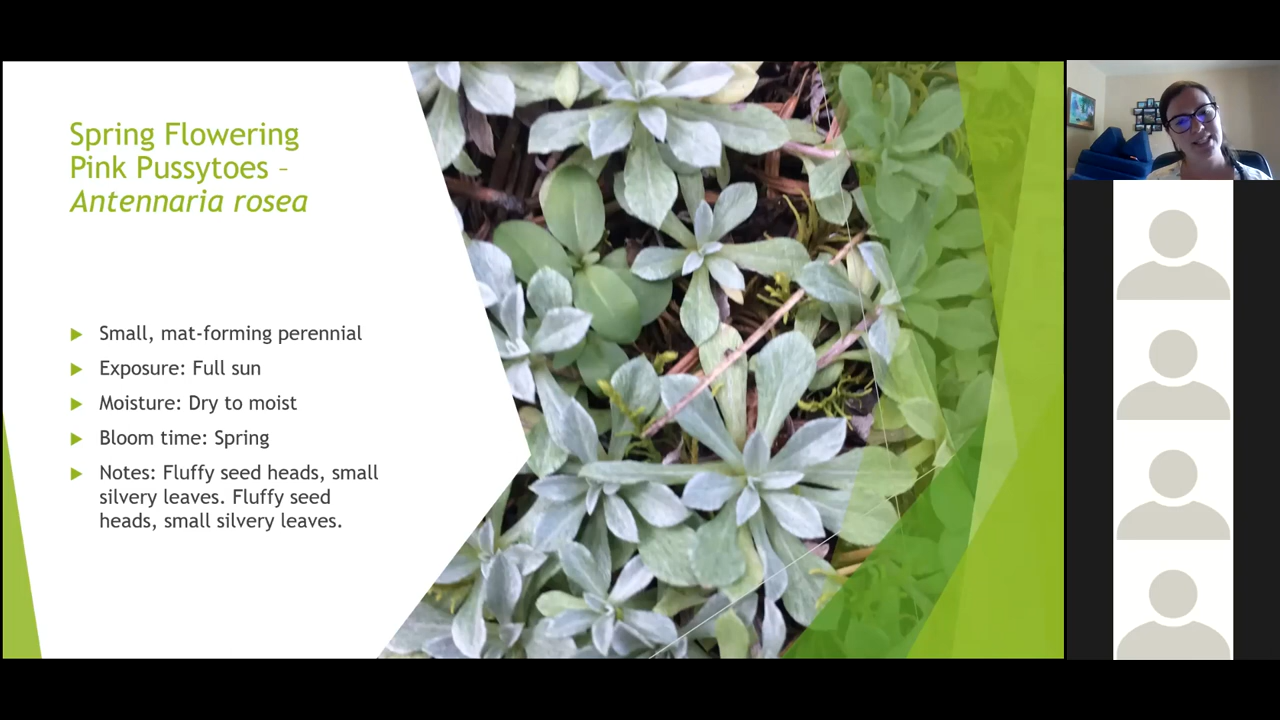 Spring Flowering
Pink Pussytoes –
Antennaria rosea
Small, mat-forming perennial
Exposure: Full sun
Moisture: Dry to moist
Bloom time: Spring
Notes: Fluffy seed heads, small
silvery leaves. Fluffy seed
heads, small silvery leaves.